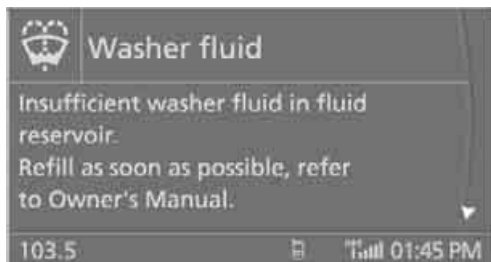 Washer fluid
Insufficient washer fluid in fluid
reservoir.
Refill as soon as possible, refer
to Owner's Manual.
103.5 01:45 PM